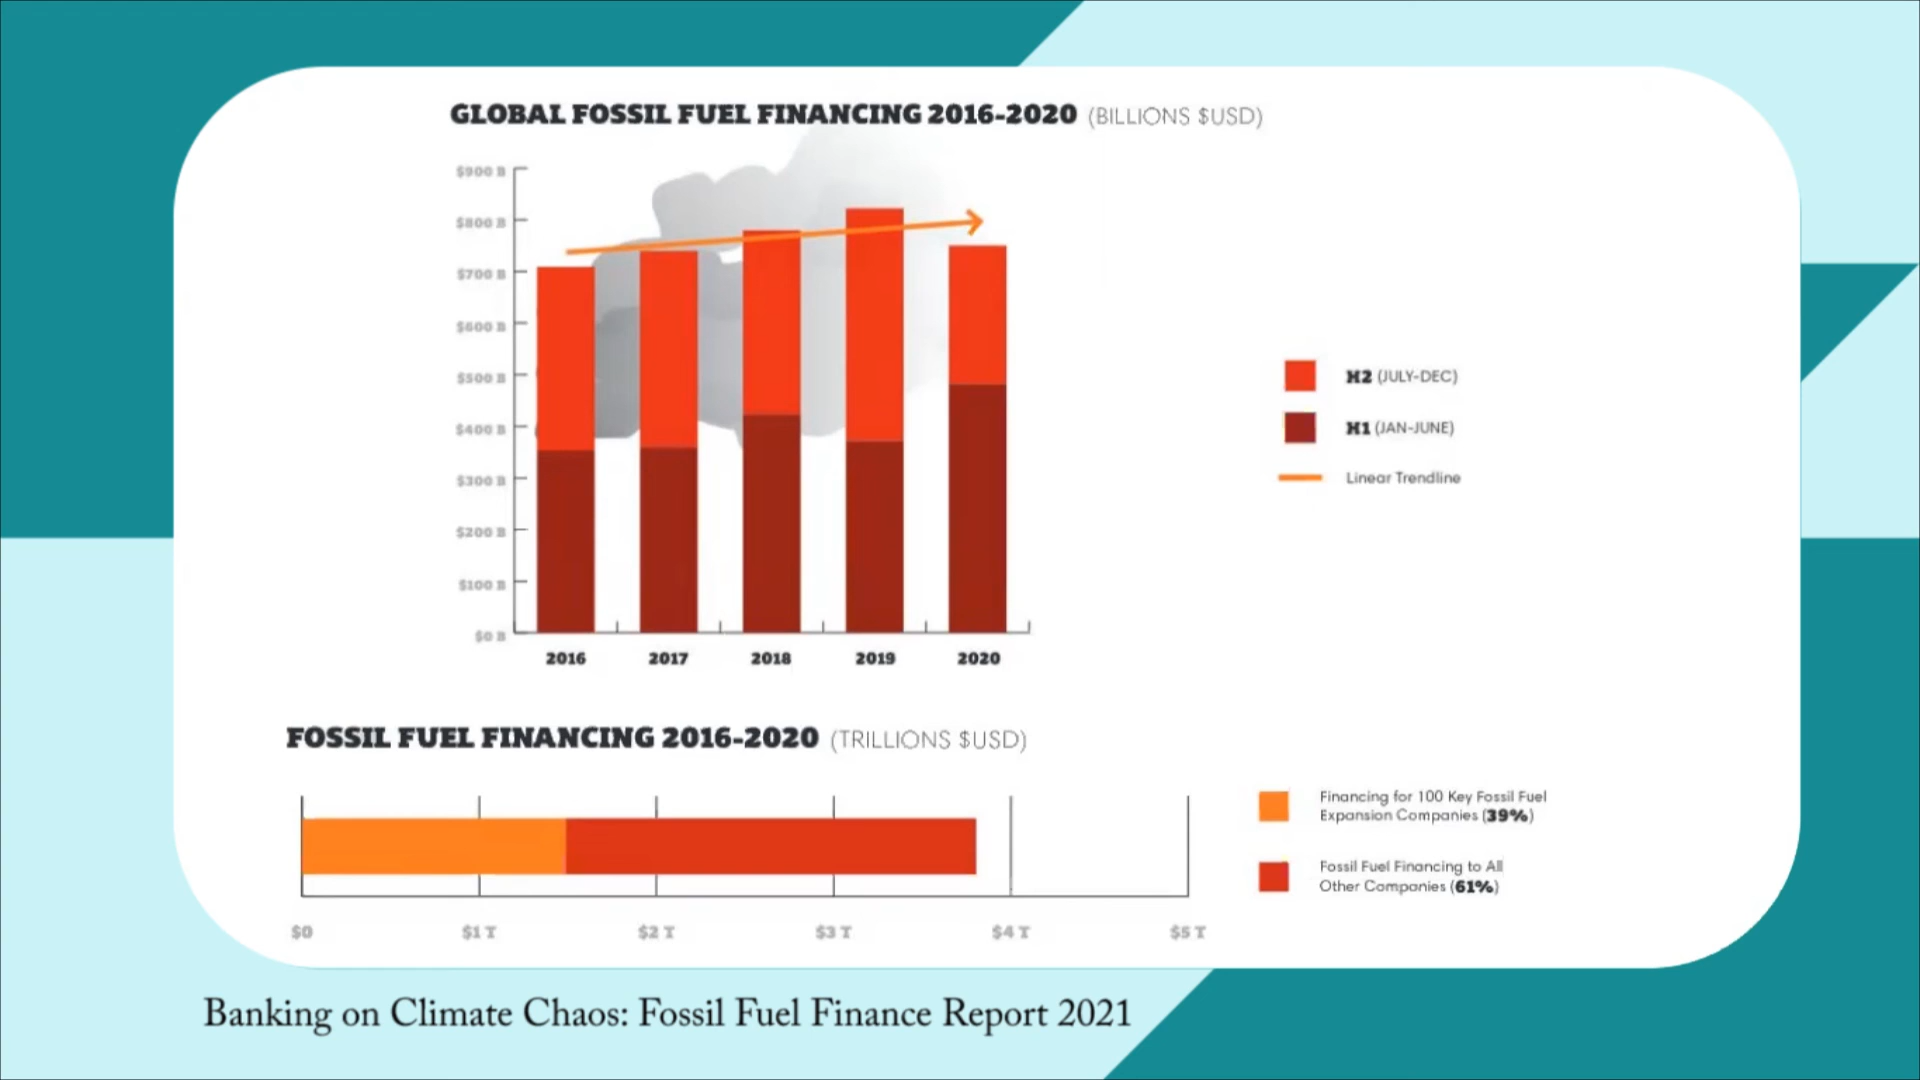 GLOBAL FOSSIL FUEL FINANCING 2016-2020 (BILLIONS $USD)
$900 B
$800 B
$700 B
$600 B
$500 B
$400 B
$300 B
$200 B
$100 B
$0 B
2016 2017 2018 2019 2020
H2 (JULY-DEC)
H1 (JAN-JUNE)
Linear Trendline
FOSSIL FUEL FINANCING 2016-2020 (TRILLIONS $USD)
$0 $1 T $2 T $3 T $4 T $5 T
Financing for 100 Key Fossil Fuel
Expansion Companies (39%)
Fossil Fuel Financing to All
Other Companies (61%)
Banking on Climate Chaos: Fossil Fuel Finance Report 2021